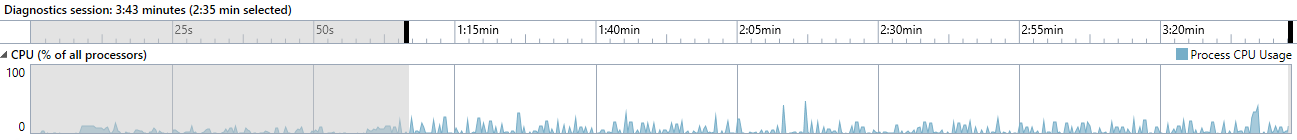 Diagnostics session: 3:43 minutes (2:35 min selected)
25s 50s 1:15min 1:40min 2:05min 2:30min 2:55min 3:20min
CPU (% of all processors) Process CPU Usage
100
0